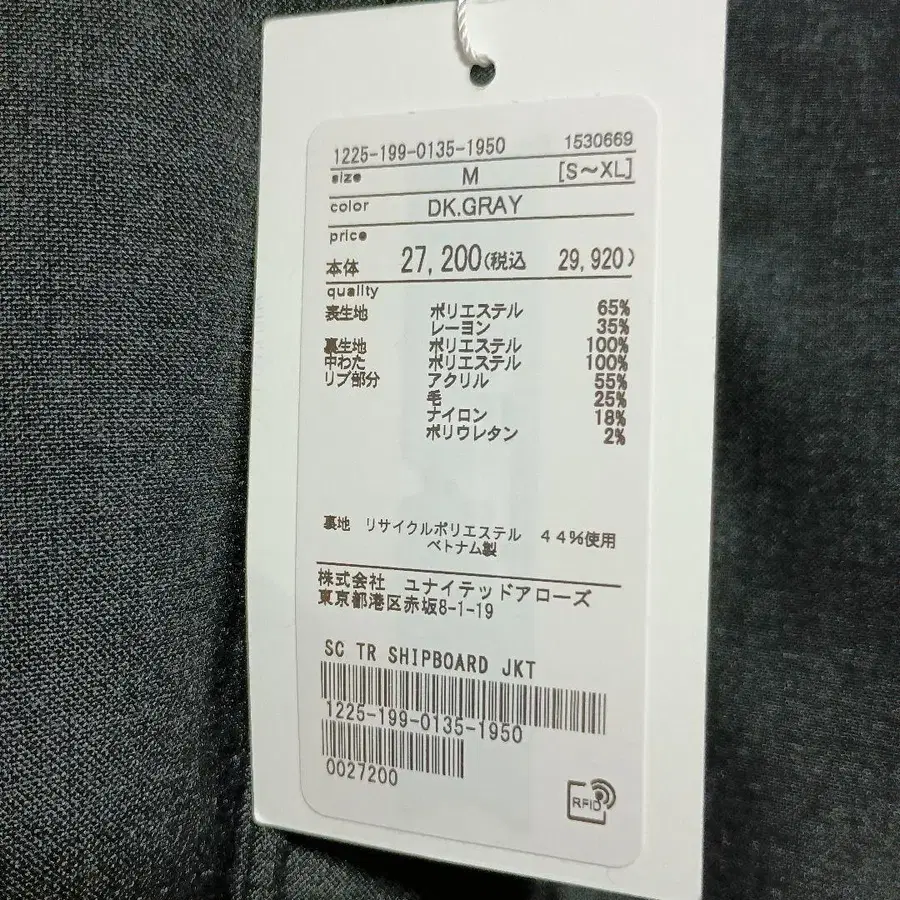 1225-199-0135-1950 1530669
size M [S～XL]
color DK.GRAY
price
本体 27,200(税込 29,920)
quality
表生地 ポリエステル 65%
レーヨン 35%
裏生地 ポリエステル 100%
中わた ポリエステル 100%
リブ部分 アクリル 55%
毛 25%
ナイロン 18%
ポリウレタン 2%
裏地 リサイクルポリエステル 44%使用
ベトナム製
株式会社 ユナイテッドアローズ
東京都港区赤坂8-1-19
SC TR SHIPBOARD JKT
1225-199-0135-1950
0027200
RFID